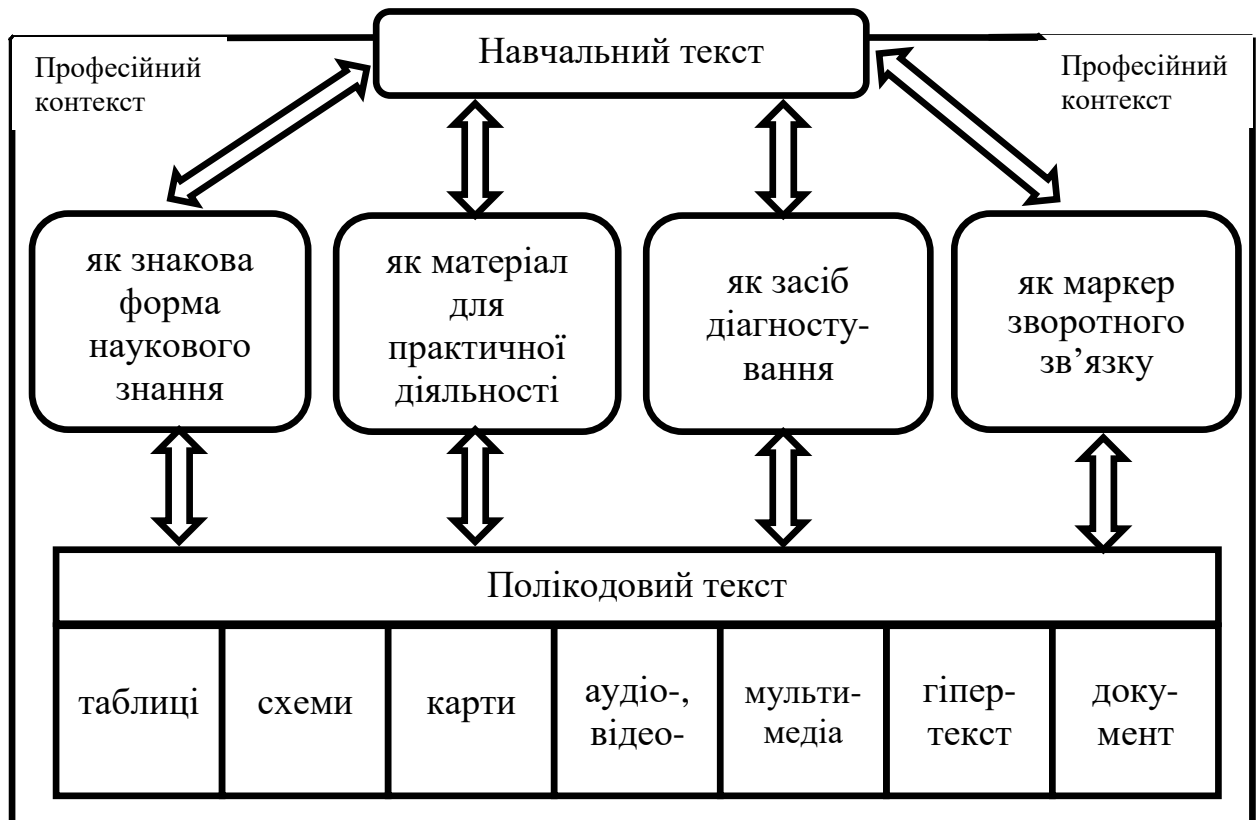 Навчальний текст
Професійний
контекст
Професійний
контекст
як знакова
форма
наукового
знання
як матеріал
для
практичної
діяльності
як засіб
діагносту-
вання
як маркер
зворотного
зв’язку
Полікодовий текст
таблиці
схеми
карти
аудіо-,
відео-
мульти-
медіа
гіпер-
текст
доку-
мент